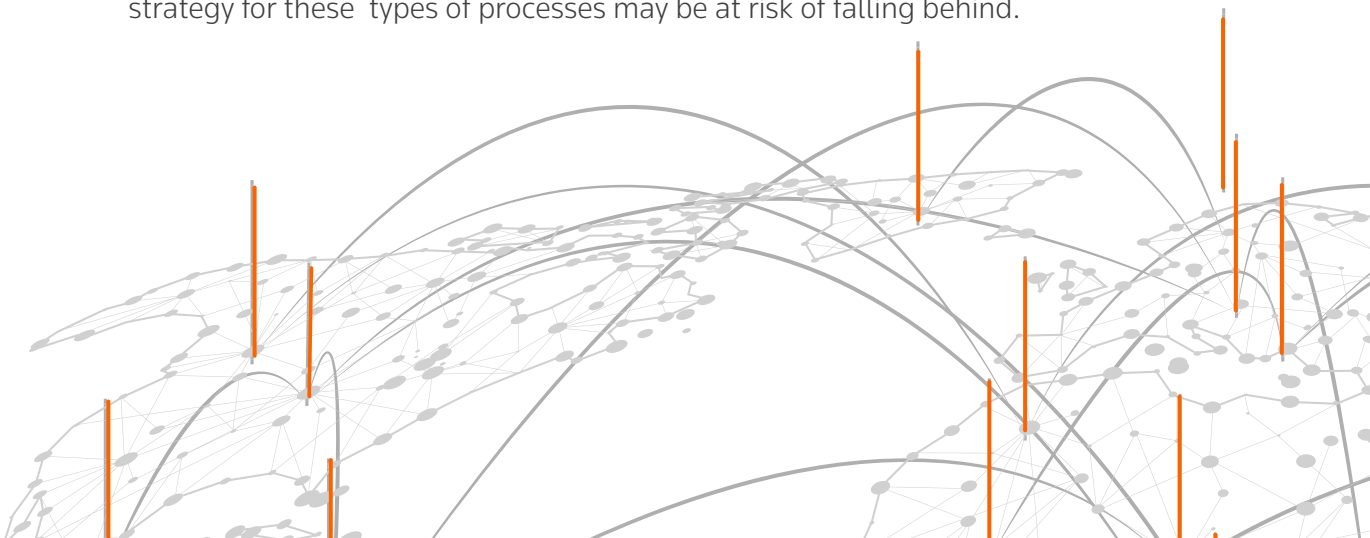 strategy for these types of processes may be at risk of falling behind.